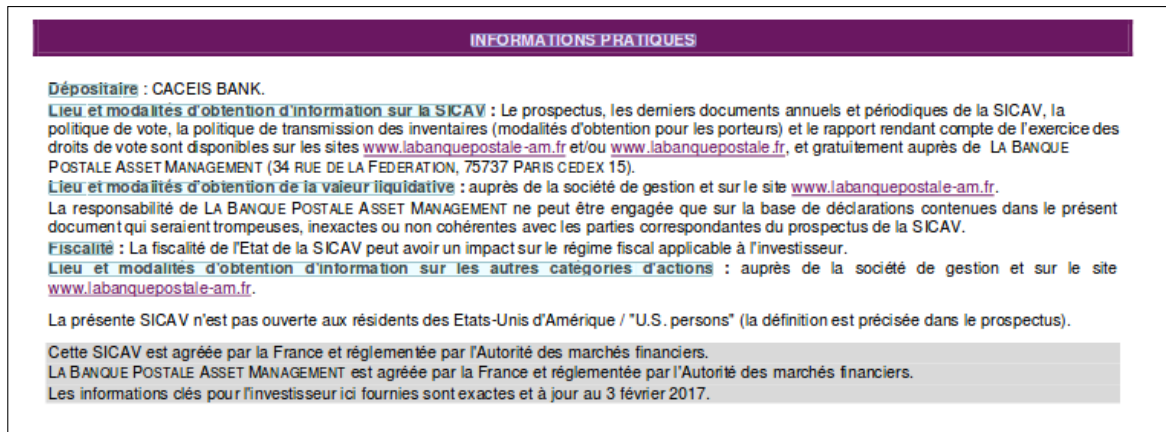 INFORMATIONS PRATIQUES
Dépositaire : CACEIS BANK.
Lieu et modalités d'obtention d'information sur la SICAV : Le prospectus, les derniers documents annuels et périodiques de la SICAV, la
politique de vote, la politique de transmission des inventaires (modalités d'obtention pour les porteurs) et le rapport rendant compte de l'exercice des
droits de vote sont disponibles sur les sites www.labanquepostale-am.fr et/ou www.labanquepostale.fr, et gratuitement auprès de LA BANQUE
POSTALE ASSET MANAGEMENT (34 RUE DE LA FEDERATION, 75737 PARIS CEDEX 15).
Lieu et modalités d'obtention de la valeur liquidative : auprès de la société de gestion et sur le site www.labanquepostale-am.fr.
La responsabilité de LA BANQUE POSTALE ASSET MANAGEMENT ne peut être engagée que sur la base de déclarations contenues dans le présent
document qui seraient trompeuses, inexactes ou non cohérentes avec les parties correspondantes du prospectus de la SICAV.
Fiscalité : La fiscalité de l'Etat de la SICAV peut avoir un impact sur le régime fiscal applicable à l'investisseur.
Lieu et modalités d'obtention d'information sur les autres catégories d'actions : auprès de la société de gestion et sur le site
www.labanquepostale-am.fr.
La présente SICAV n'est pas ouverte aux résidents des Etats-Unis d'Amérique / "U.S. persons" (la définition est précisée dans le prospectus).
Cette SICAV est agréée par la France et réglementée par l'Autorité des marchés financiers.
LA BANQUE POSTALE ASSET MANAGEMENT est agréée par la France et réglementée par l'Autorité des marchés financiers.
Les informations clés pour l'investisseur ici fournies sont exactes et à jour au 3 février 2017.